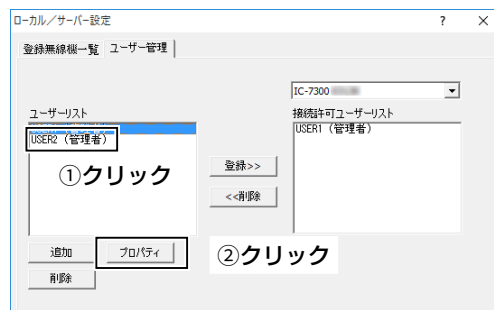 ローカル／サーバー設定 ? ×
登録無線機一覧 ユーザー管理
IC-7300
ユーザーリスト 接続許可ユーザーリスト
USER2（管理者） USER1（管理者）
①クリック
登録>>
<<削除
追加 プロパティ ②クリック
削除